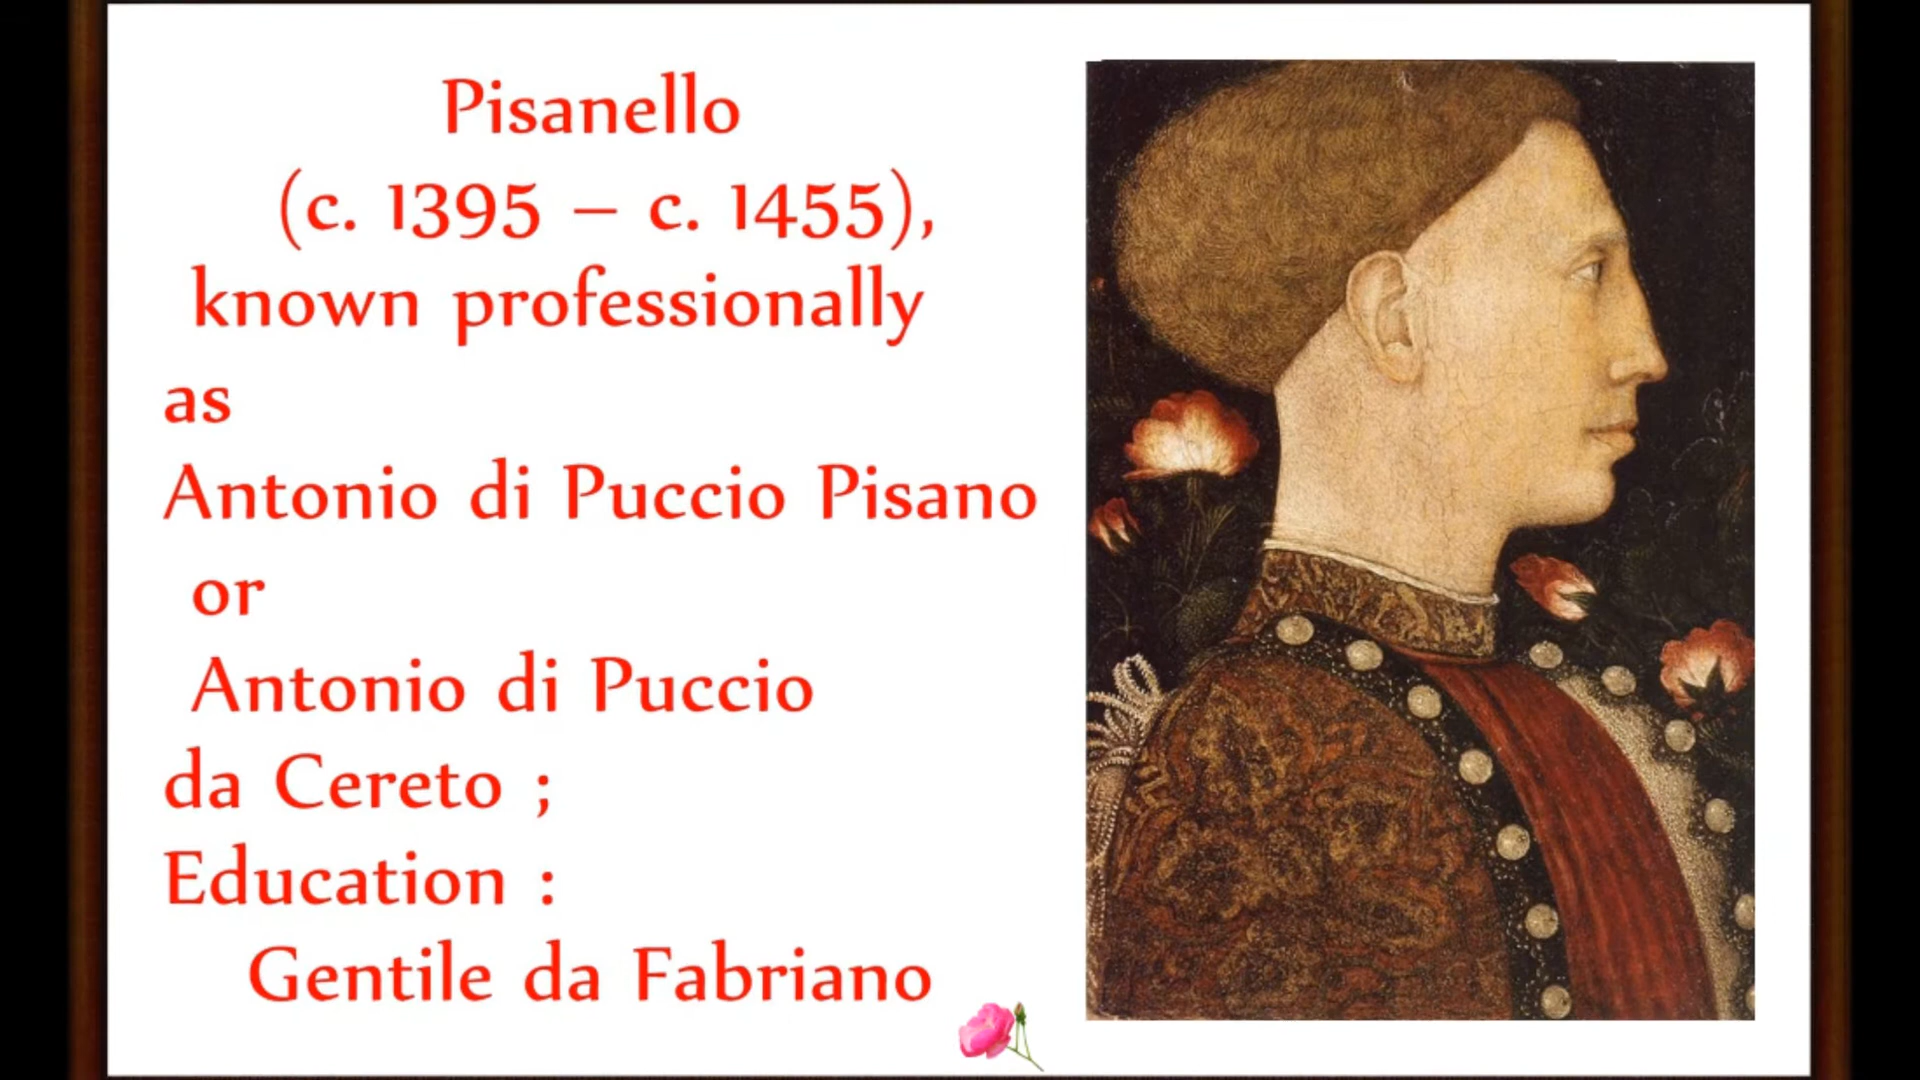 Pisanello
(c. 1395 – c. 1455),
known professionally
as
Antonio di Puccio Pisano
or
Antonio di Puccio
da Cereto ;
Education :
Gentile da Fabriano